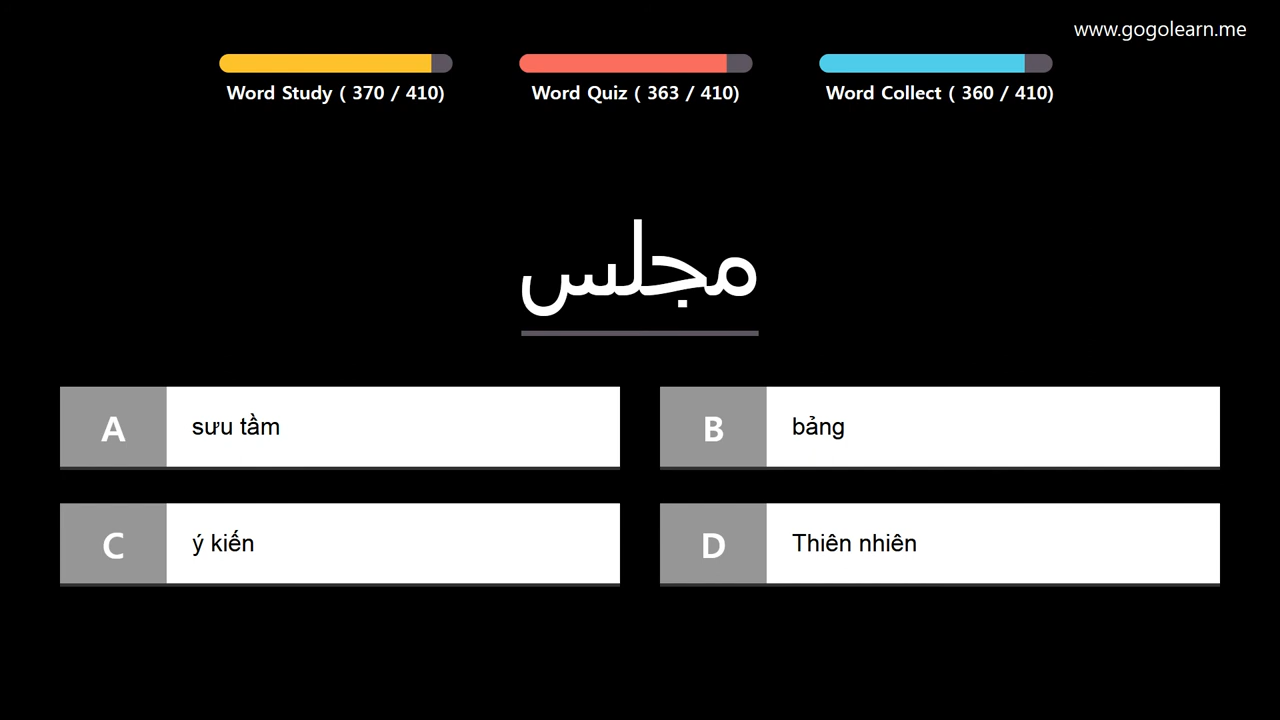 www.gogolearn.me
Word Study ( 370 / 410)
Word Quiz ( 363 / 410)
Word Collect ( 360 / 410)
مجلس
A
sưu tầm
B
bảng
C
ý kiến
D
Thiên nhiên